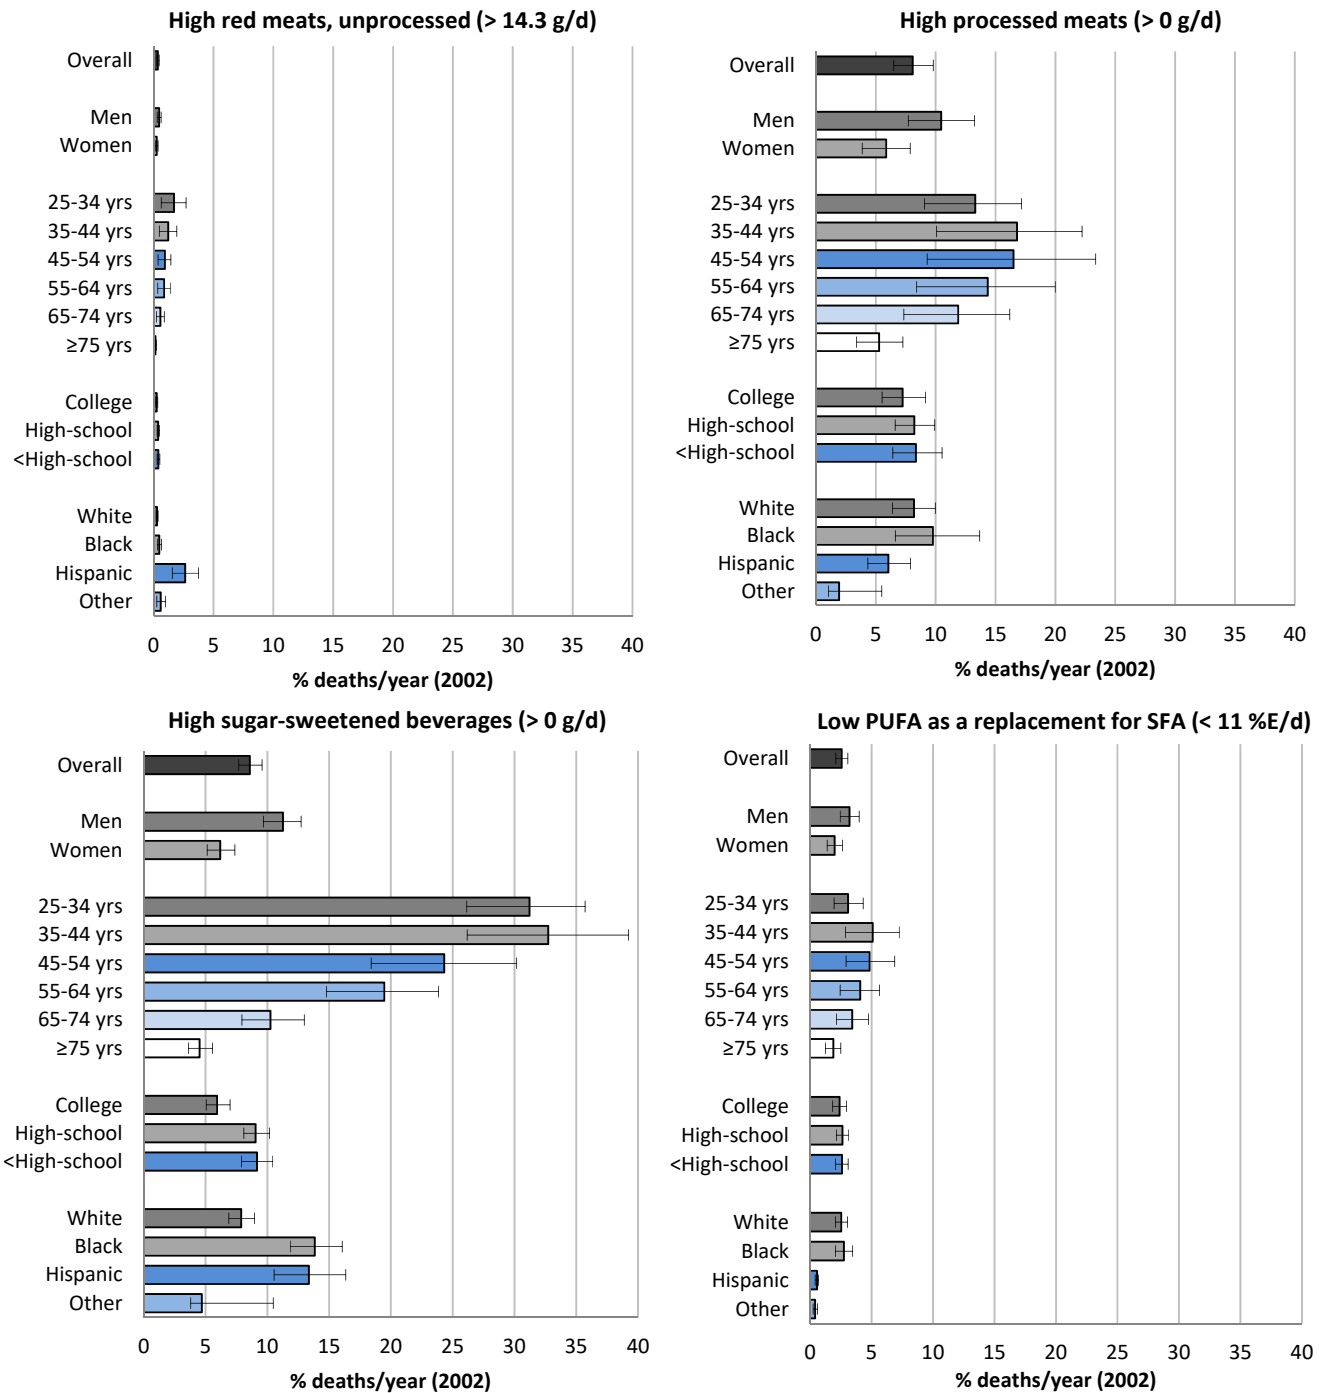 High red meats, unprocessed (> 14.3 g/d)
Overall
Men
Women
25-34 yrs
35-44 yrs
45-54 yrs
55-64 yrs
65-74 yrs
≥75 yrs
College
High-school
<High-school
White
Black
Hispanic
Other
0 5 10 15 20 25 30 35 40
% deaths/year (2002)
High processed meats (> 0 g/d)
Overall
Men
Women
25-34 yrs
35-44 yrs
45-54 yrs
55-64 yrs
65-74 yrs
≥75 yrs
College
High-school
<High-school
White
Black
Hispanic
Other
0 5 10 15 20 25 30 35 40
% deaths/year (2002)
High sugar-sweetened beverages (> 0 g/d)
Overall
Men
Women
25-34 yrs
35-44 yrs
45-54 yrs
55-64 yrs
65-74 yrs
≥75 yrs
College
High-school
<High-school
White
Black
Hispanic
Other
0 5 10 15 20 25 30 35 40
% deaths/year (2002)
Low PUFA as a replacement for SFA (< 11 %E/d)
Overall
Men
Women
25-34 yrs
35-44 yrs
45-54 yrs
55-64 yrs
65-74 yrs
≥75 yrs
College
High-school
<High-school
White
Black
Hispanic
Other
0 5 10 15 20 25 30 35 40
% deaths/year (2002)